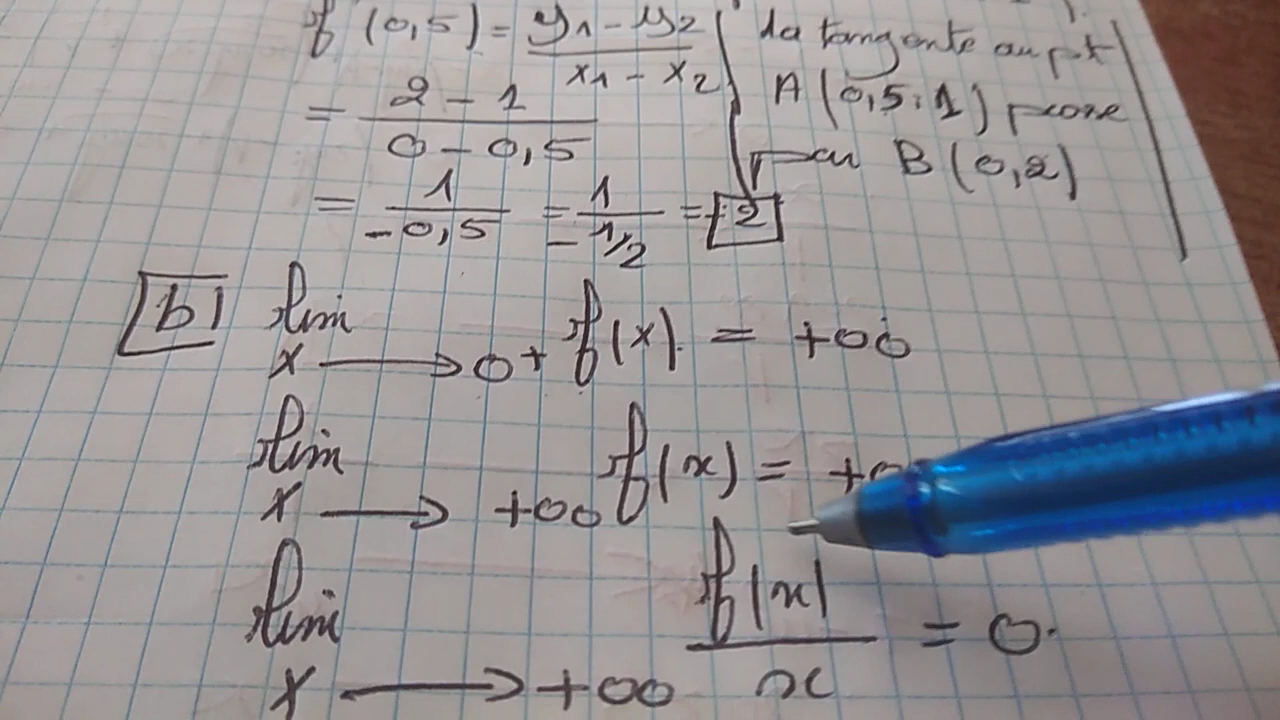 f (0,5) = y1 - y2 / x1 - x2
= 2 - 1 / 0 - 0,5
= 1 / -0,5 = 1 / -1/2 = -2
la tangente au pt
A (0,5; 1) passe
au B (0,2)
b) lim x → 0+ f(x) = +∞
lim x → +∞ f(x) = +∞
lim x → +∞ f(x) / x = 0.